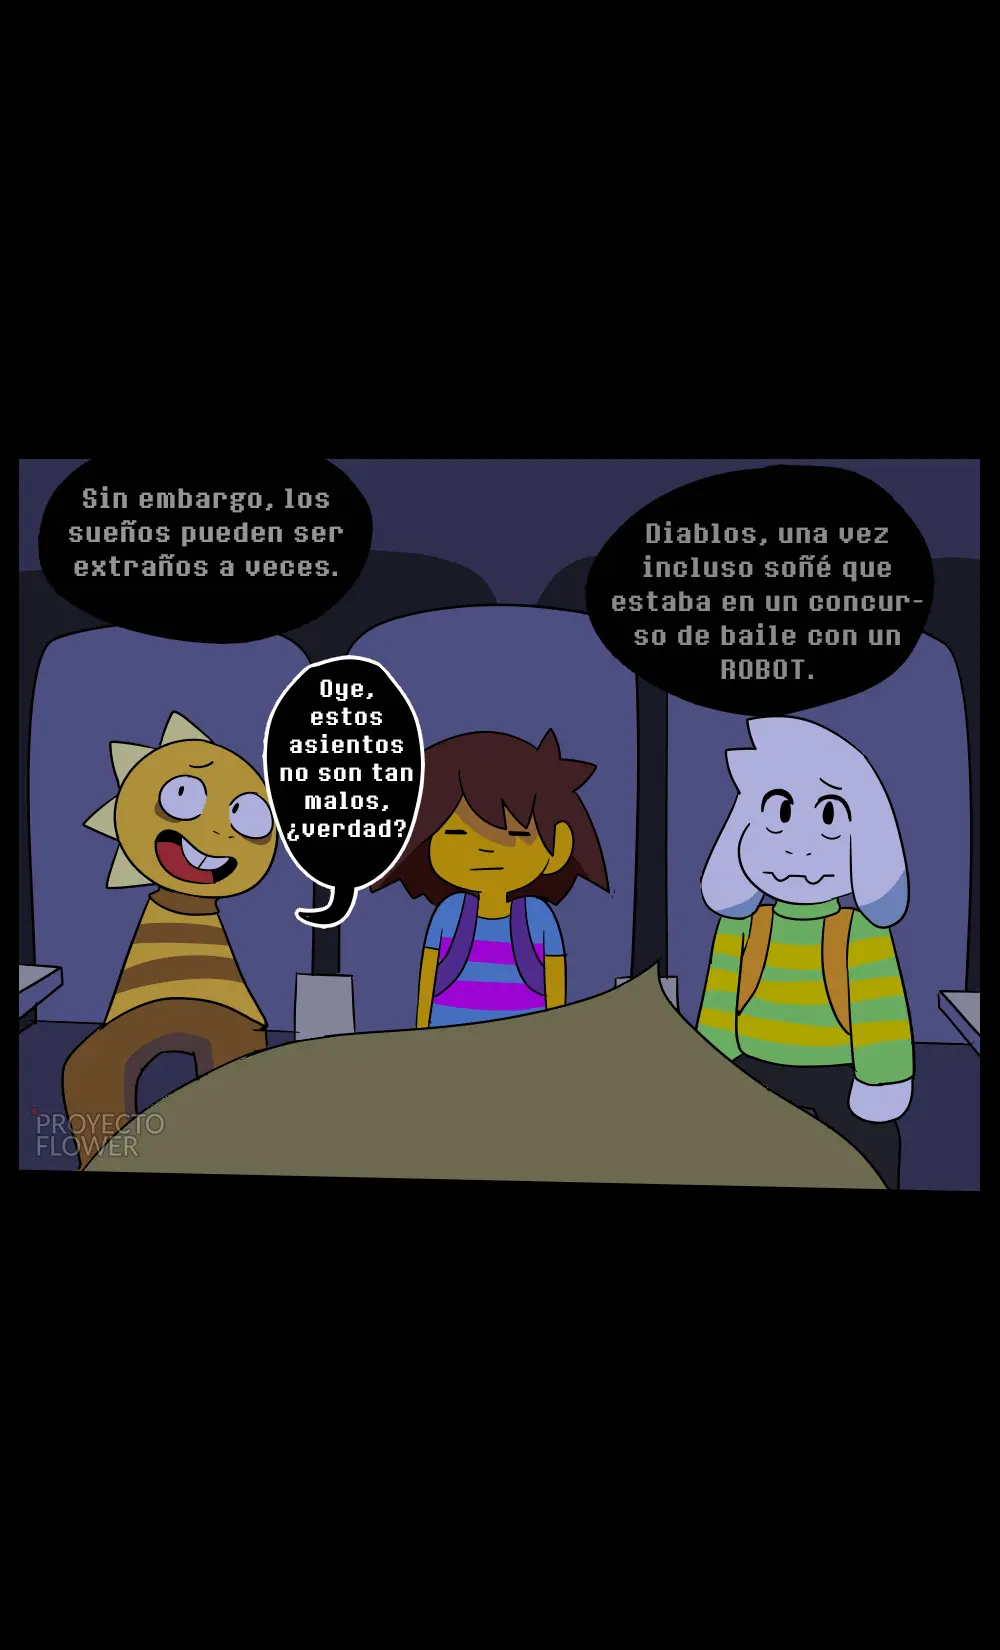 Sin embargo, los
sueños pueden ser
extraños a veces.
Diablos, una vez
incluso soñé que
estaba en un concur-
so de baile con un
ROBOT.
Oye,
estos
asientos
no son tan
malos,
¿verdad?
PROYECTO
FLOWER